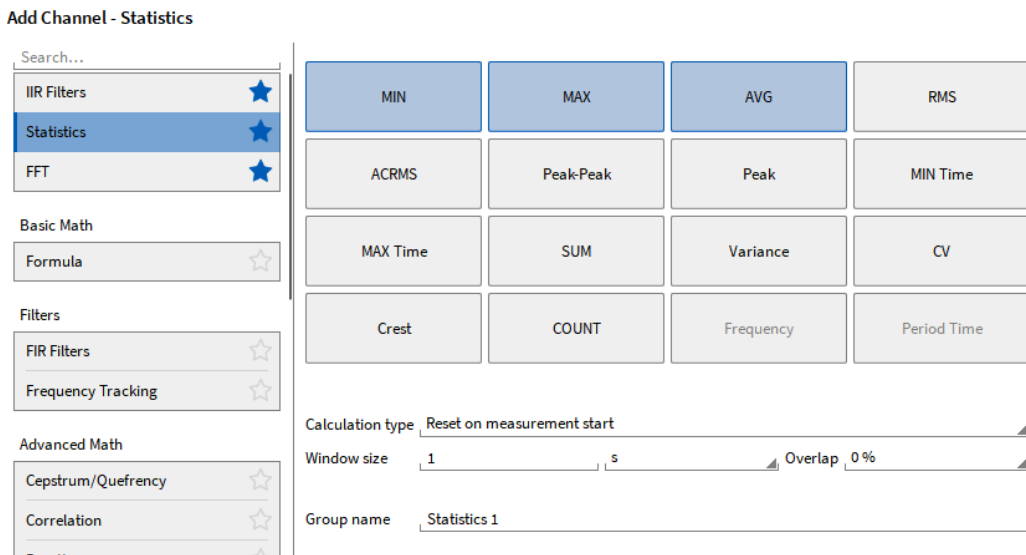 Add Channel - Statistics
Search...
IIR Filters
Statistics
FFT
Basic Math
Formula
Filters
FIR Filters
Frequency Tracking
Advanced Math
Cepstrum/Quefrency
Correlation
MIN MAX AVG RMS
ACRMS Peak-Peak Peak MIN Time
MAX Time SUM Variance CV
Crest COUNT Frequency Period Time
Calculation type Reset on measurement start
Window size 1 s Overlap 0 %
Group name Statistics 1